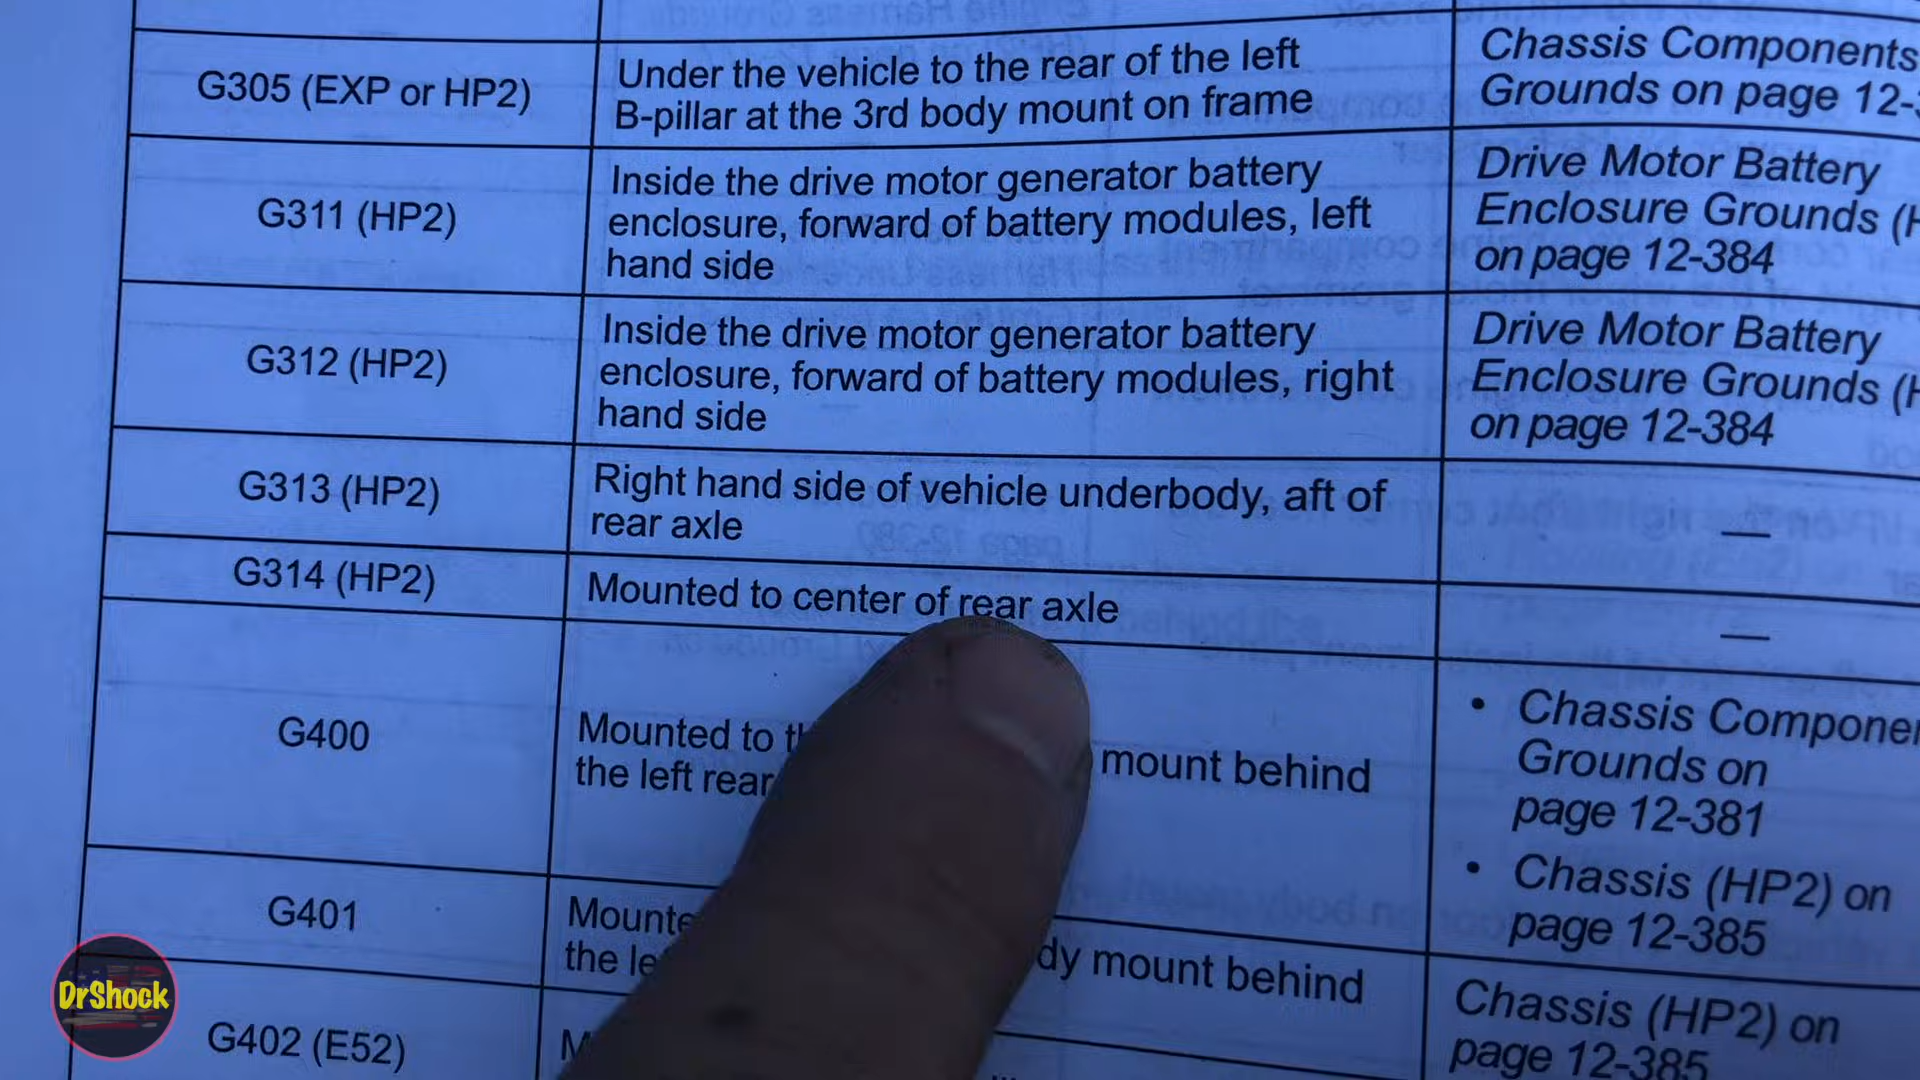 G305 (EXP or HP2)
Under the vehicle to the rear of the left
B-pillar at the 3rd body mount on frame
Chassis Components
Grounds on page
G311 (HP2)
Inside the drive motor generator battery
enclosure, forward of battery modules, left
hand side
Drive Motor Battery
Enclosure Grounds
on page 12-384
G312 (HP2)
Inside the drive motor generator battery
enclosure, forward of battery modules, right
hand side
Drive Motor Battery
Enclosure Grounds
on page 12-384
G313 (HP2)
Right hand side of vehicle underbody, aft of
rear axle
—
G314 (HP2)
Mounted to center of rear axle
—
G400
Mounted to mount behind
the left rear
• Chassis
Grounds on
page 12-381
• Chassis (HP2) on
page 12-385
G401
mount behind
the
Chassis (HP2) on
page 12-385
G402 (E52)
DrShock